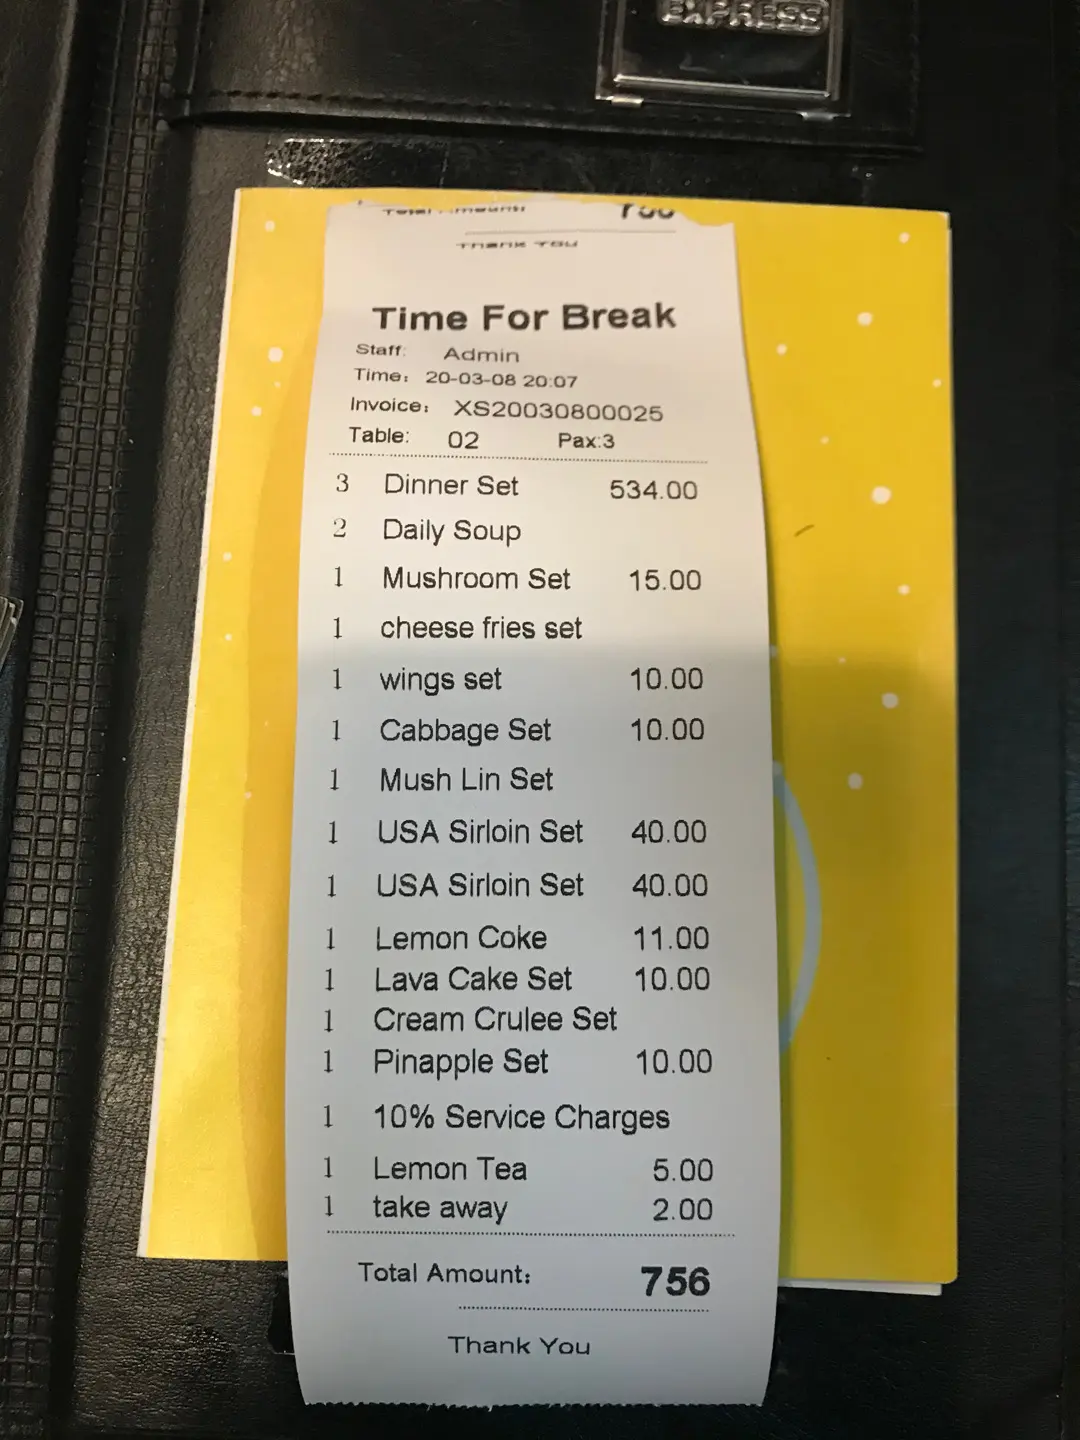 EXPRESS
Total Amount:
Thank You
Time For Break
Staff: Admin
Time: 20-03-08 20:07
Invoice: XS20030800025
Table: 02 Pax:3
3 Dinner Set 534.00
2 Daily Soup
1 Mushroom Set 15.00
1 cheese fries set
1 wings set 10.00
1 Cabbage Set 10.00
1 Mush Lin Set
1 USA Sirloin Set 40.00
1 USA Sirloin Set 40.00
1 Lemon Coke 11.00
1 Lava Cake Set 10.00
1 Cream Crulee Set
1 Pinapple Set 10.00
1 10% Service Charges
1 Lemon Tea 5.00
1 take away 2.00
Total Amount: 756
Thank You